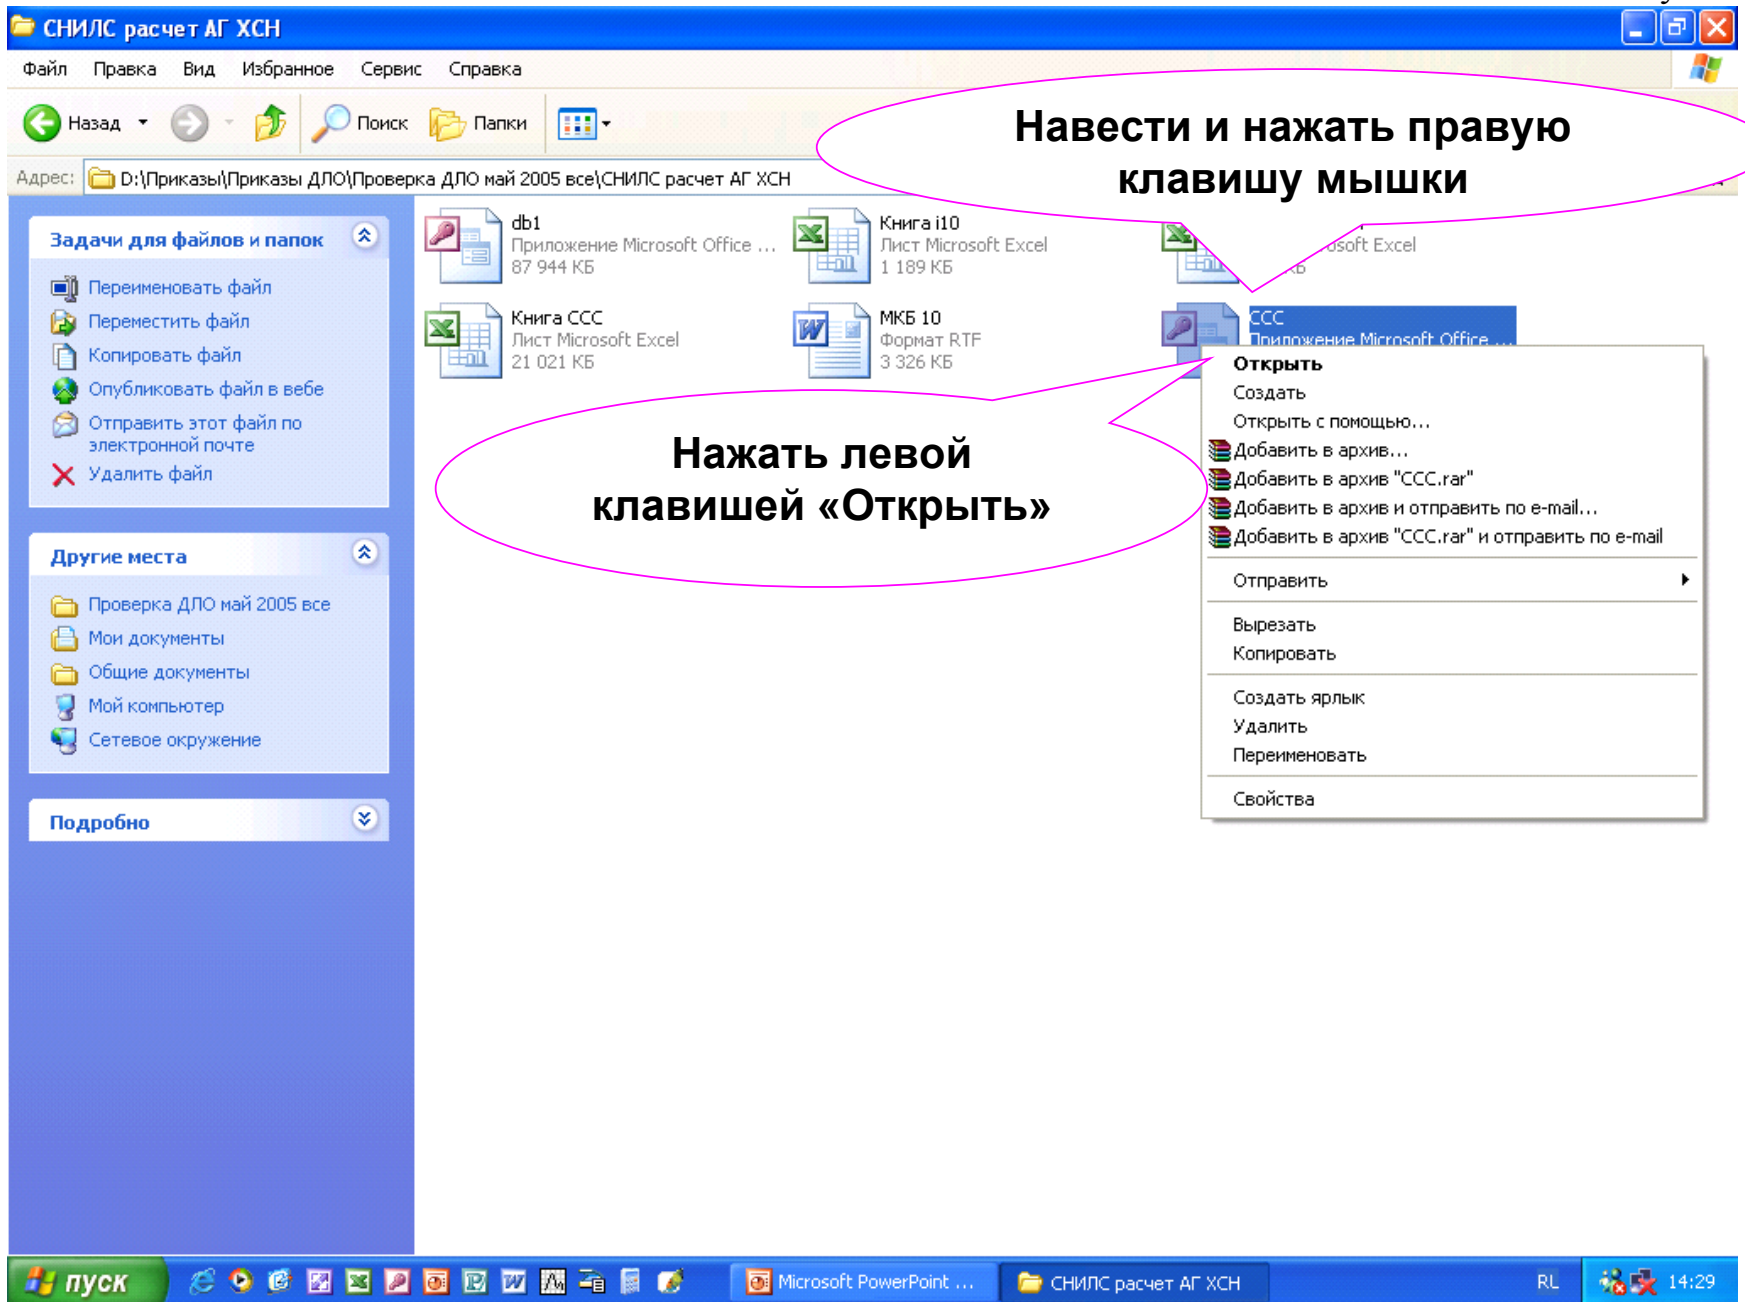 СНИЛС расчет АГ ХСН
Файл Правка Вид Избранное Сервис Справка
Назад Поиск Папки
Адрес: D:\Приказы\Приказы ДЛО\Проверка ДЛО май 2005 все\СНИЛС расчет АГ ХСН
Навести и нажать правую
клавишу мышки
Задачи для файлов и папок
Переименовать файл
Переместить файл
Копировать файл
Опубликовать файл в вебе
Отправить этот файл по
электронной почте
Удалить файл
Другие места
Проверка ДЛО май 2005 все
Мои документы
Общие документы
Мой компьютер
Сетевое окружение
Подробно
db1
Приложение Microsoft Office ...
87 944 КБ
Книга i10
Лист Microsoft Excel
1 189 КБ
osoft Excel
КБ
Книга ССС
Лист Microsoft Excel
21 021 КБ
МКБ 10
Формат RTF
3 326 КБ
ССС
Приложение Microsoft Office ...
Нажать левой
клавишей «Открыть»
Открыть
Создать
Открыть с помощью...
Добавить в архив...
Добавить в архив "ССС.rar"
Добавить в архив и отправить по e-mail...
Добавить в архив "ССС.rar" и отправить по e-mail
Отправить
Вырезать
Копировать
Создать ярлык
Удалить
Переименовать
Свойства
пуск Microsoft PowerPoint ... СНИЛС расчет АГ ХСН RL 14:29